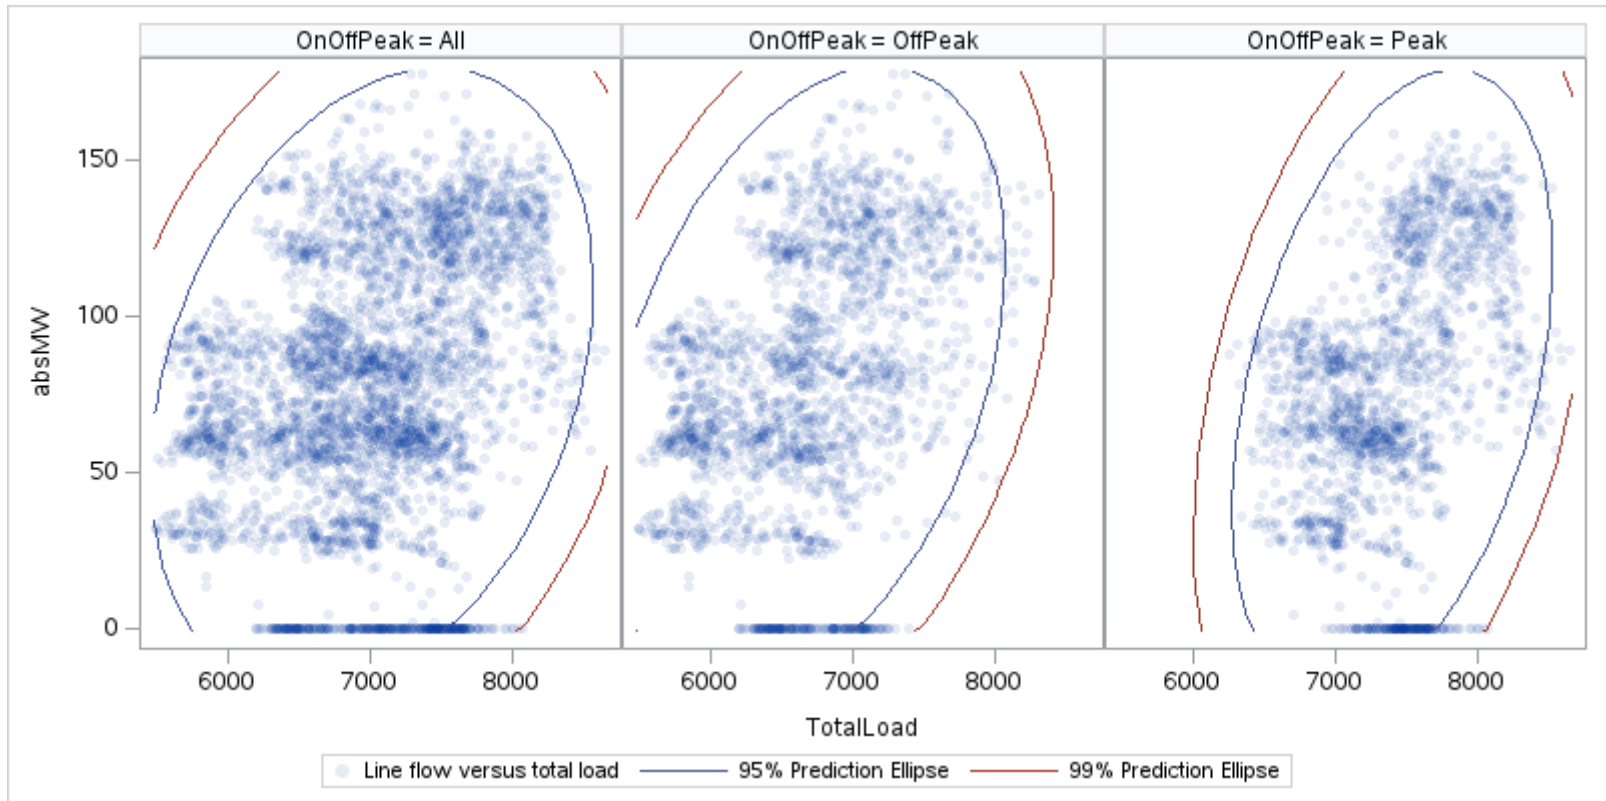 OnOffPeak = All
OnOffPeak = OffPeak
OnOffPeak = Peak
absMW
150
100
50
0
6000 7000 8000
6000 7000 8000
6000 7000 8000
TotalLoad
Line flow versus total load 95% Prediction Ellipse 99% Prediction Ellipse